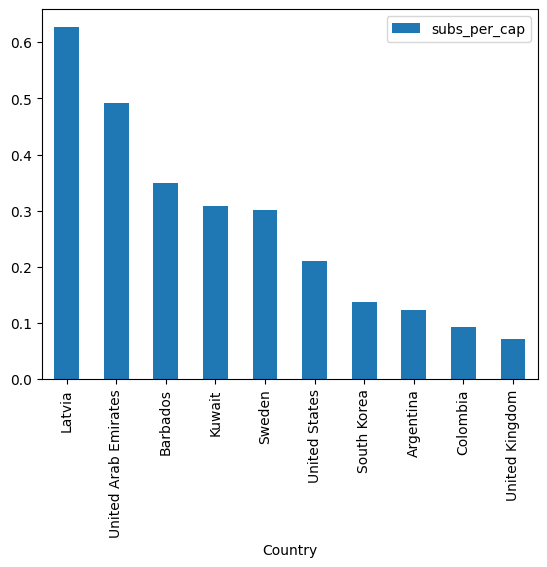 subs_per_cap
0.6
0.5
0.4
0.3
0.2
0.1
0.0
Latvia
United Arab Emirates
Barbados
Kuwait
Sweden
United States
South Korea
Argentina
Colombia
United Kingdom
Country